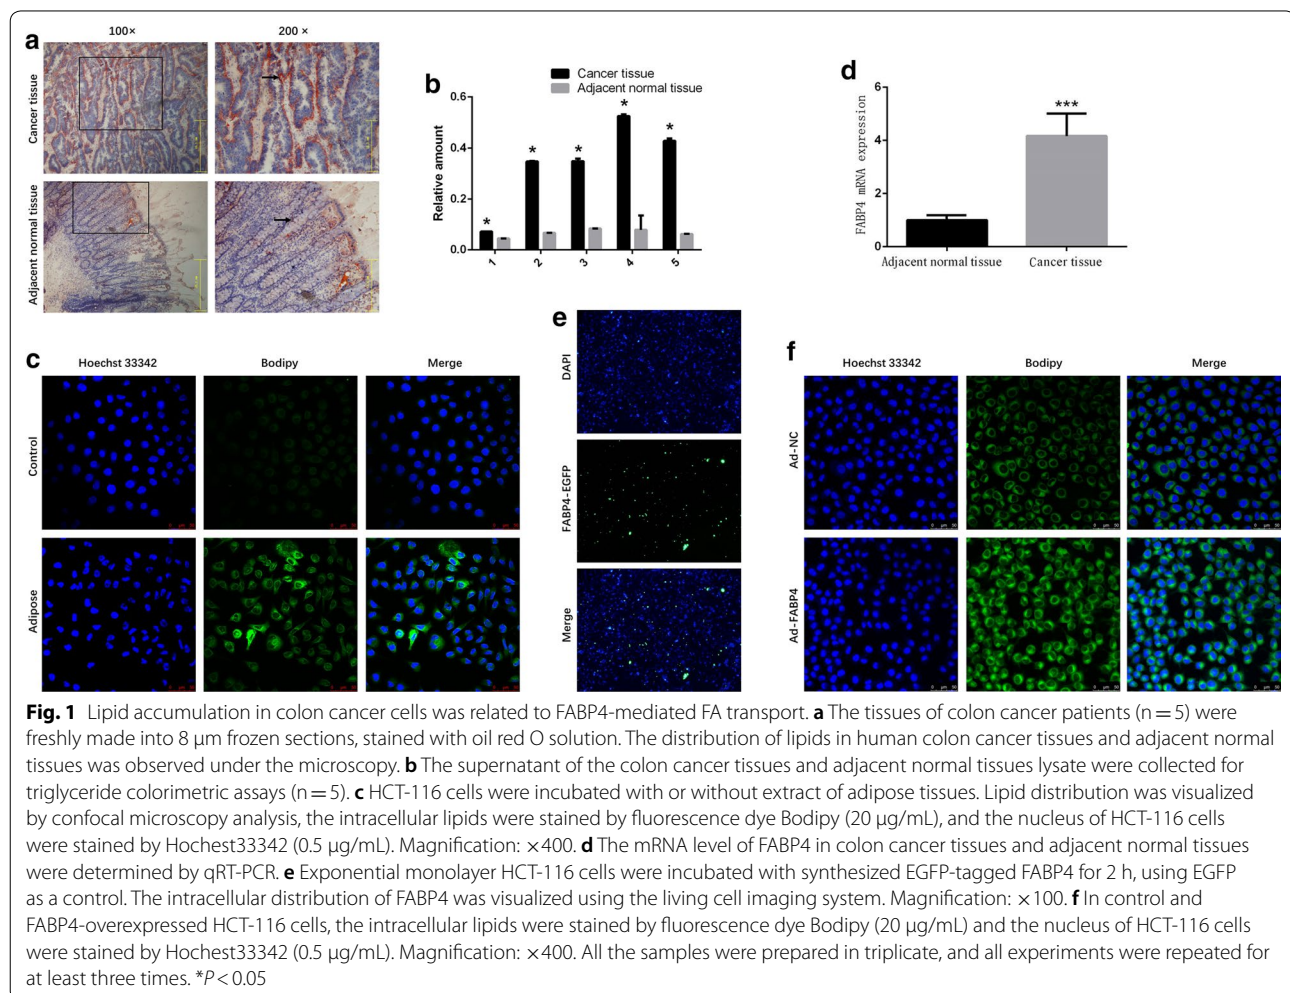 a
100×
200 ×
Cancer tissue
Adjacent normal tissue
b
Cancer tissue
Adjacent normal tissue
Relative amount
0.6
0.4
0.2
0.0
*
*
*
*
*
1
2
3
4
5
d
FABP4 mRNA expression
6
4
2
0
***
Adjacent normal tissue
Cancer tissue
c
Hoechst 33342
Bodipy
Merge
Control
Adipose
e
DAPI
FABP4-EGFP
Merge
f
Hoechst 33342
Bodipy
Merge
Ad-NC
Ad-FABP4
Fig. 1 Lipid accumulation in colon cancer cells was related to FABP4-mediated FA transport. a The tissues of colon cancer patients (n = 5) were
freshly made into 8 μm frozen sections, stained with oil red O solution. The distribution of lipids in human colon cancer tissues and adjacent normal
tissues was observed under the microscopy. b The supernatant of the colon cancer tissues and adjacent normal tissues lysate were collected for
triglyceride colorimetric assays (n = 5). c HCT-116 cells were incubated with or without extract of adipose tissues. Lipid distribution was visualized
by confocal microscopy analysis, the intracellular lipids were stained by fluorescence dye Bodipy (20 μg/mL), and the nucleus of HCT-116 cells
were stained by Hochest33342 (0.5 μg/mL). Magnification: ×400. d The mRNA level of FABP4 in colon cancer tissues and adjacent normal tissues
were determined by qRT-PCR. e Exponential monolayer HCT-116 cells were incubated with synthesized EGFP-tagged FABP4 for 2 h, using EGFP
as a control. The intracellular distribution of FABP4 was visualized using the living cell imaging system. Magnification: ×100. f In control and
FABP4-overexpressed HCT-116 cells, the intracellular lipids were stained by fluorescence dye Bodipy (20 μg/mL) and the nucleus of HCT-116 cells
were stained by Hochest33342 (0.5 μg/mL). Magnification: ×400. All the samples were prepared in triplicate, and all experiments were repeated for
at least three times. *P < 0.05